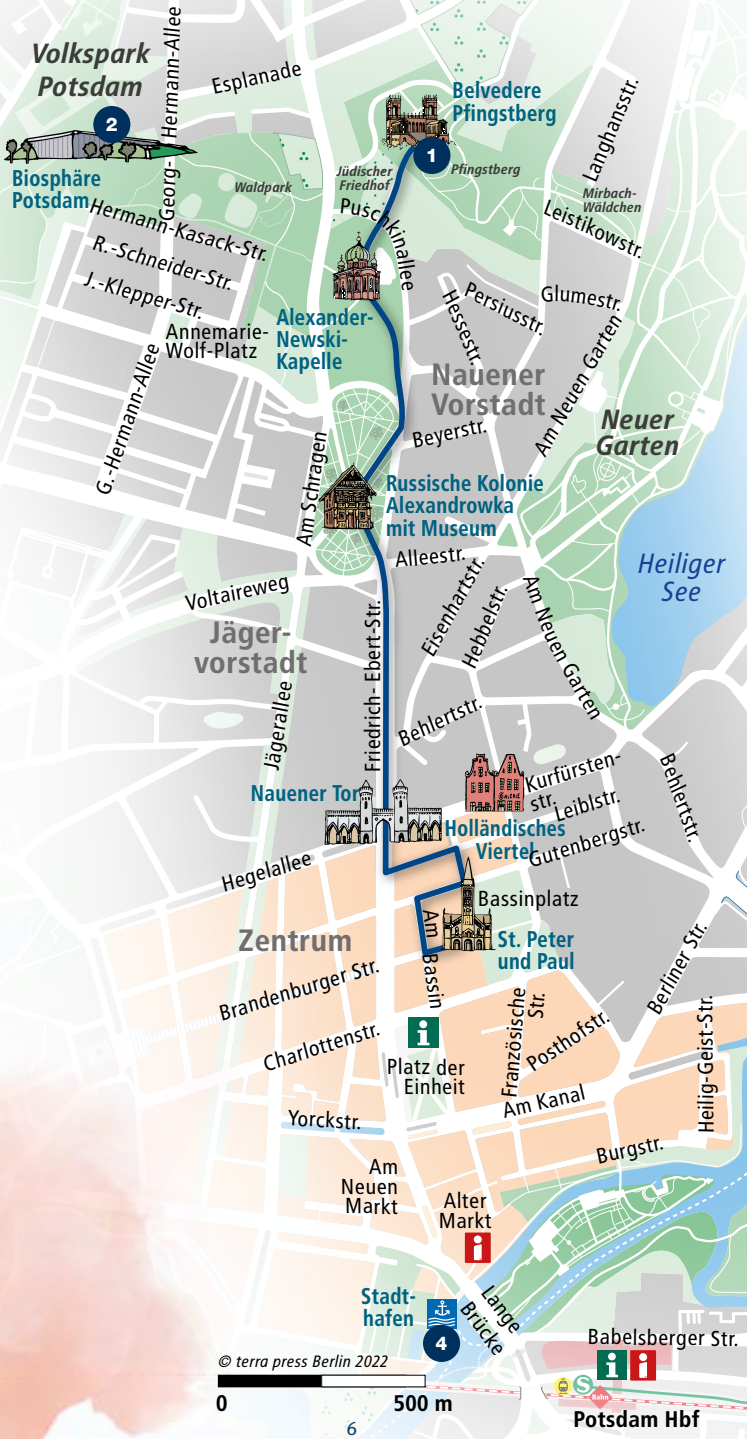 Volkspark
Potsdam
Esplanade
Georg-Hermann-Allee
Langhansstr.
Belvedere
Pfingstberg
2
1
Biosphäre
Potsdam
Waldpark
Jüdischer
Friedhof
Pfingstberg
Mirbach-
Wäldchen
Leistikowstr.
Puschkinallee
Hermann-Kasack-Str.
R.-Schneider-Str.
J.-Klepper-Str.
Annemarie-
Wolf-Platz
Alexander-
Newski-
Kapelle
Hessestr.
Persiusstr.
Glumestr.
Am Neuen Garten
Nauener
Vorstadt
Neuer
Garten
Beyerstr.
G.-Hermann-Allee
Am Schragen
Russische Kolonie
Alexandrowka
mit Museum
Alleestr.
Heiliger
See
Voltaireweg
Jäger-
vorstadt
Eisenhartstr.
Hebbelstr.
Am Neuen Garten
Friedrich- Ebert-Str.
Jägerallee
Behlertstr.
Behlertstr.
Nauener Tor
GALERIE
Kurfürsten-
str.
Leiblstr.
Holländisches
Viertel
Gutenbergstr.
Hegelallee
Bassinplatz
Zentrum
Am Bassin
St. Peter
und Paul
Brandenburger Str.
Berliner Str.
Französische
Str.
Posthofstr.
Charlottenstr.
i
Platz der
Einheit
Heilig-Geist-Str.
Am Kanal
Yorckstr.
Burgstr.
Am
Neuen
Markt
Alter
Markt
i
Stadt-
hafen
4
Lange
Brücke
Babelsberger Str.
i i
S
Bahn
Potsdam Hbf
© terra press Berlin 2022
0 500 m
6